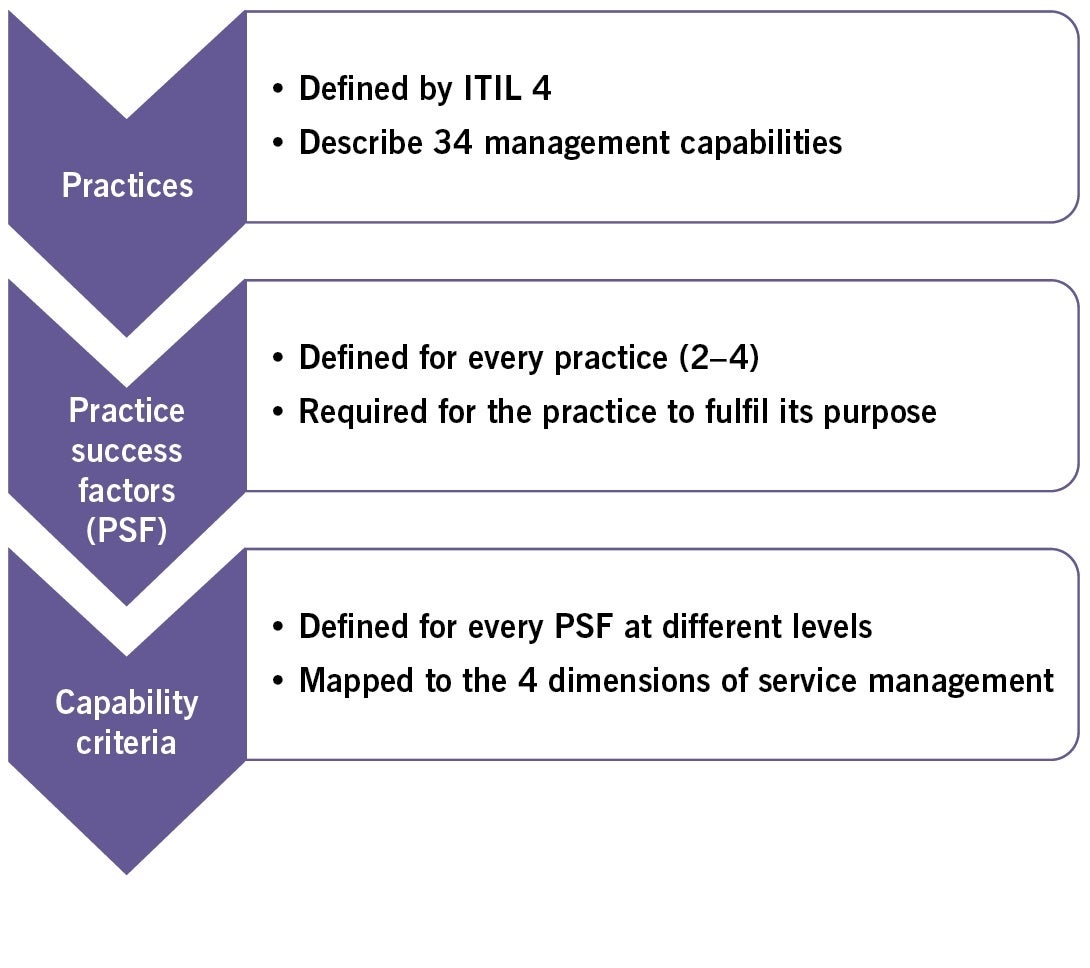 Practices
• Defined by ITIL 4
• Describe 34 management capabilities
Practice
success
factors
(PSF)
• Defined for every practice (2–4)
• Required for the practice to fulfil its purpose
Capability
criteria
• Defined for every PSF at different levels
• Mapped to the 4 dimensions of service management